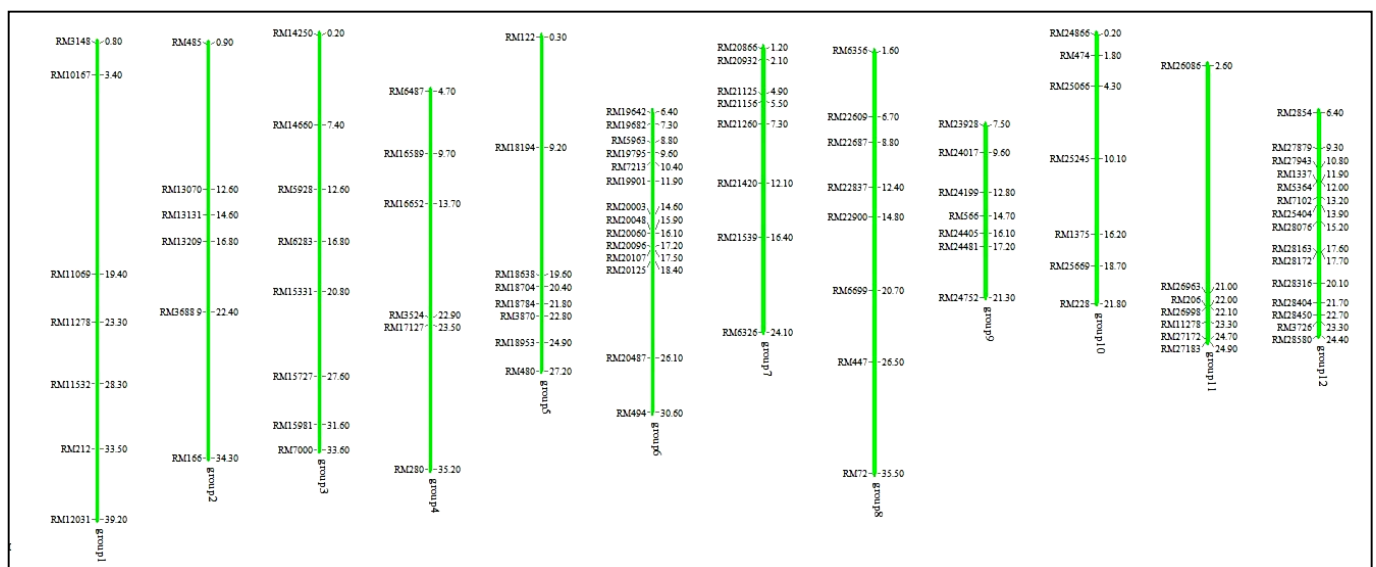 RM3148 0.80
RM10167 3.40
RM11069 19.40
RM11278 23.30
RM11532 28.30
RM212 33.50
RM12031 39.20
group1
RM485 0.90
RM13070 12.60
RM13131 14.60
RM13209 16.80
RM3688 9 22.40
RM166 34.30
group2
RM14250 0.20
RM14660 7.40
RM5928 12.60
RM6283 16.80
RM15331 20.80
RM15727 27.60
RM15981 31.60
RM7000 33.60
group3
RM6487 4.70
RM16589 9.70
RM16652 13.70
RM3524 22.90
RM17127 23.50
RM280 35.20
group4
RM122 0.30
RM18194 9.20
RM18638 19.60
RM18704 20.40
RM18784 21.80
RM3870 22.80
RM18953 24.90
RM480 27.20
group5
RM19642 6.40
RM19682 7.30
RM5963 8.80
RM19795 9.60
RM7213 10.40
RM19901 11.90
RM20003 14.60
RM20048 15.90
RM20060 16.10
RM20096 17.20
RM20107 17.50
RM20125 18.40
RM20487 26.10
RM494 30.60
group6
RM20866 1.20
RM20932 2.10
RM21125 4.90
RM21156 5.50
RM21260 7.30
RM21420 12.10
RM21539 16.40
RM6326 24.10
group7
RM6356 1.60
RM22609 6.70
RM22687 8.80
RM22837 12.40
RM22900 14.80
RM6699 20.70
RM447 26.50
RM72 35.50
group8
RM23928 7.50
RM24017 9.60
RM24199 12.80
RM566 14.70
RM24405 16.10
RM24481 17.20
RM24752 21.30
group9
RM24866 0.20
RM474 1.80
RM25066 4.30
RM25245 10.10
RM1375 16.20
RM25669 18.70
RM228 21.80
group10
RM26086 2.60
RM26963 21.00
RM206 22.00
RM26998 22.10
RM11278 23.30
RM27172 24.70
RM27183 24.90
group11
RM2854 6.40
RM27879 9.30
RM27943 10.80
RM1337 11.90
RM5364 12.00
RM7102 13.20
RM25404 13.90
RM28076 15.20
RM28163 17.60
RM28172 17.70
RM28316 20.10
RM28404 21.70
RM28450 22.70
RM3726 23.30
RM28580 24.40
group12